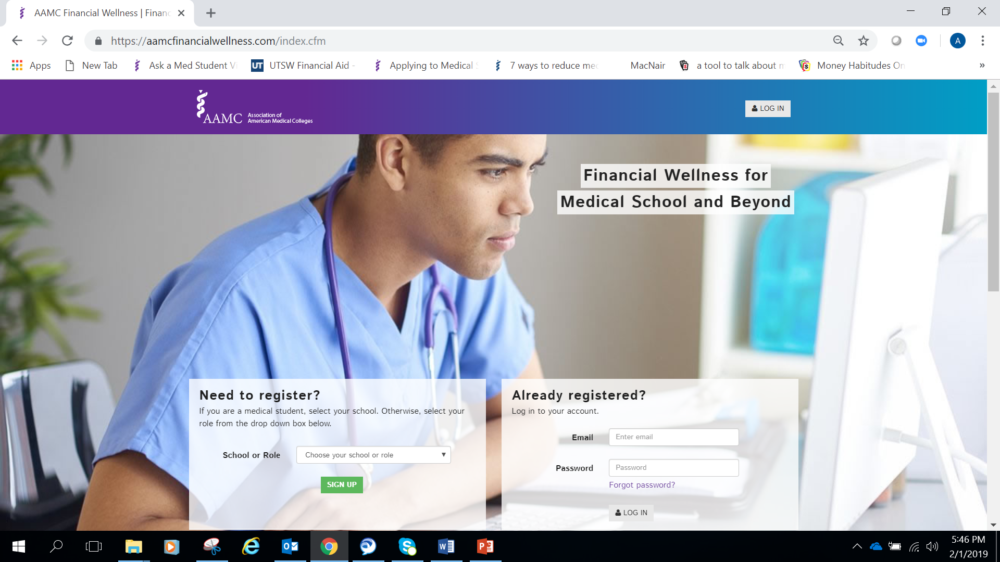 AAMC Financial Wellness | Financ
https://aamcfinancialwellness.com/index.cfm
A
Apps
New Tab
Ask a Med Student Vi
UT
UTSW Financial Aid -
Applying to Medical S
7 ways to reduce med
MacNair
a tool to talk about m
Money Habitudes On
»
AAMC
Association of
American Medical Colleges
LOG IN
Financial Wellness for
Medical School and Beyond
Need to register?
If you are a medical student, select your school. Otherwise, select your
role from the drop down box below.
School or Role
Choose your school or role
SIGN UP
Already registered?
Log in to your account.
Email
Enter email
Password
Password
Forgot password?
LOG IN
5:46 PM
2/1/2019